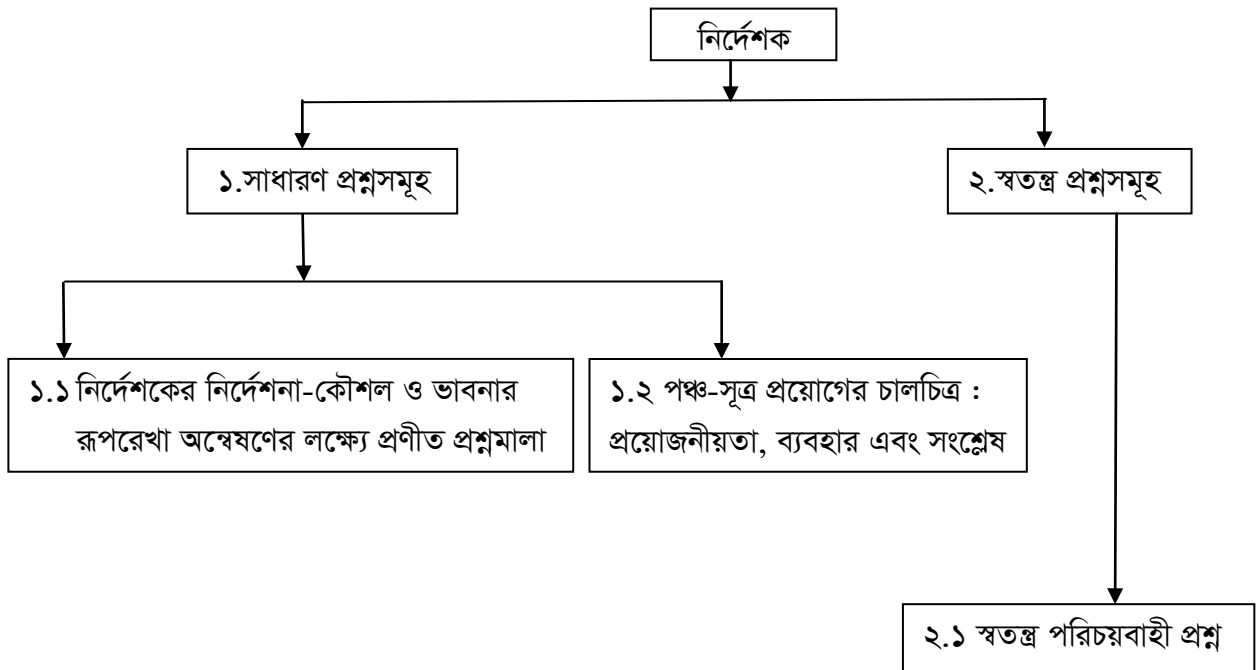 নির্দেশক
১.সাধারণ প্রশ্নসমূহ
২.স্বতন্ত্র প্রশ্নসমূহ
১.১ নির্দেশকের নির্দেশনা-কৌশল ও ভাবনার
রূপরেখা অন্বেষণের লক্ষ্যে প্রণীত প্রশ্নমালা
১.২ পঞ্চ-সূত্র প্রয়োগের চালচিত্র :
প্রয়োজনীয়তা, ব্যবহার এবং সংশ্লেষ
২.১ স্বতন্ত্র পরিচয়বাহী প্রশ্ন